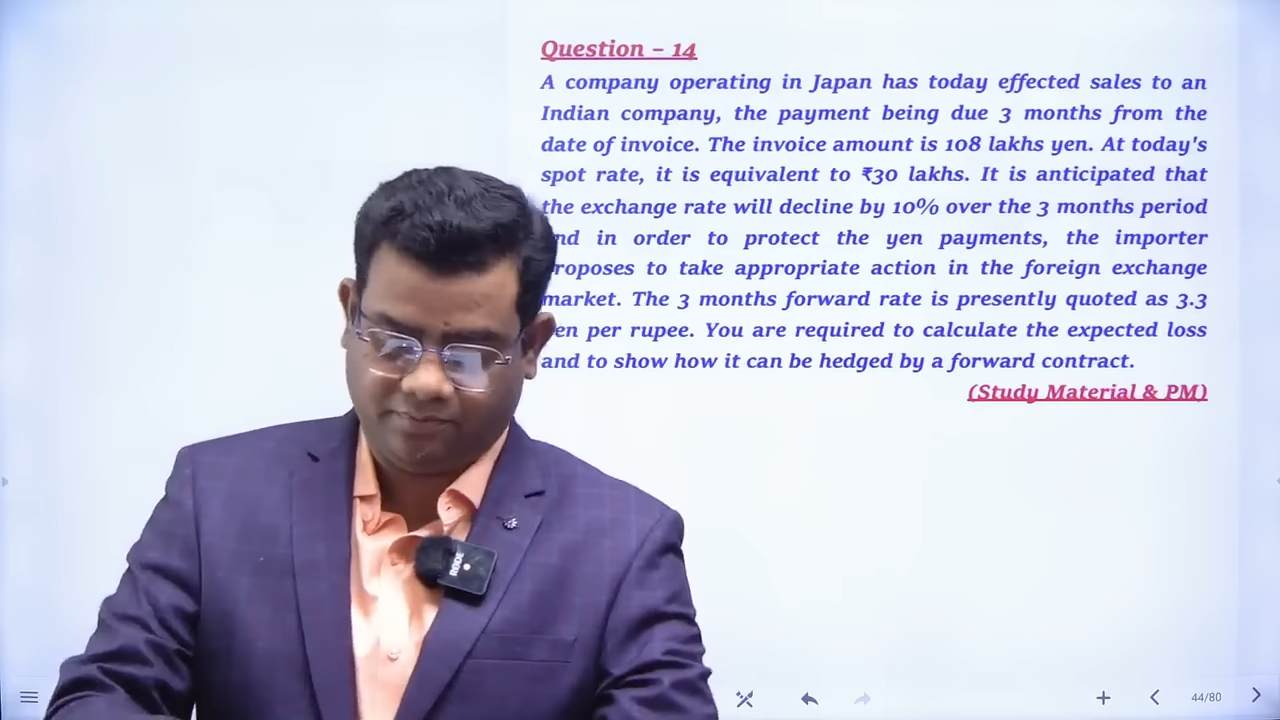 Question – 14
A company operating in Japan has today effected sales to an
Indian company, the payment being due 3 months from the
date of invoice. The invoice amount is 108 lakhs yen. At today's
spot rate, it is equivalent to ₹30 lakhs. It is anticipated that
the exchange rate will decline by 10% over the 3 months period
nd in order to protect the yen payments, the importer
roposes to take appropriate action in the foreign exchange
market. The 3 months forward rate is presently quoted as 3.3
en per rupee. You are required to calculate the expected loss
and to show how it can be hedged by a forward contract.
(Study Material & PM)
RODE
44/80